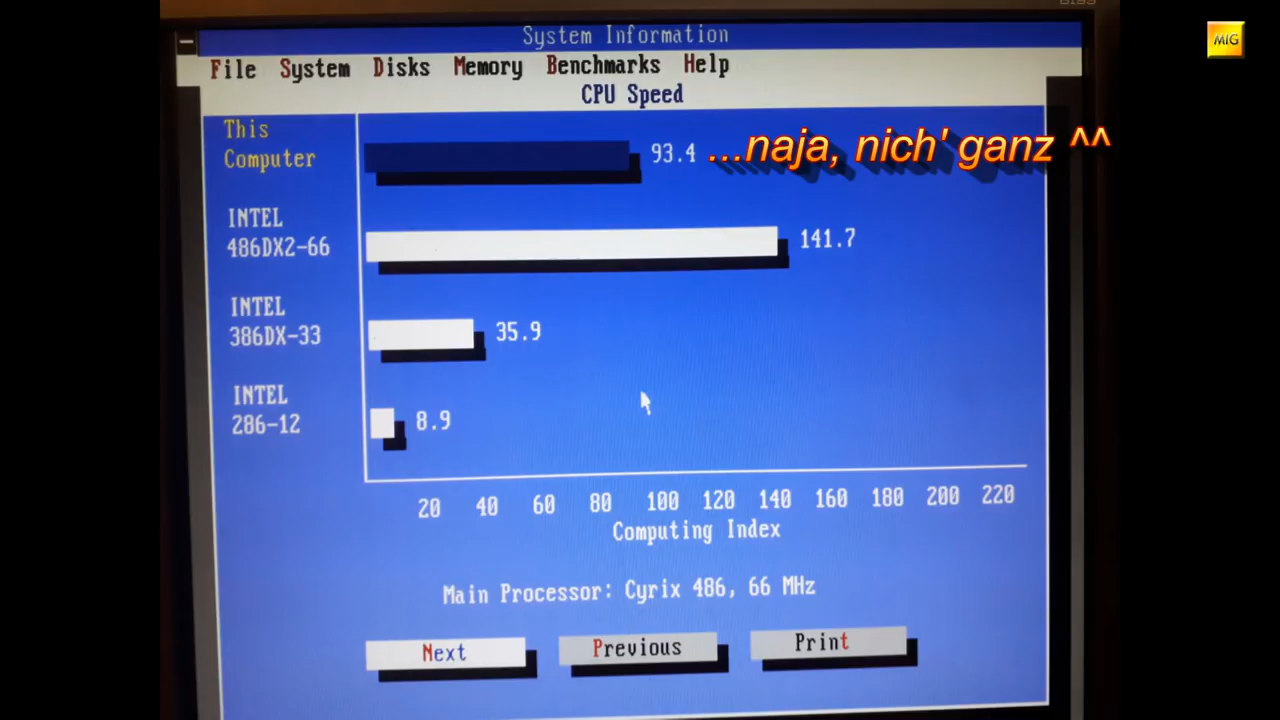 System Information
File System Disks Memory Benchmarks Help
CPU Speed
This
Computer
93.4
...naja, nich' ganz ^^
INTEL
486DX2-66
141.7
INTEL
386DX-33
35.9
INTEL
286-12
8.9
20 40 60 80 100 120 140 160 180 200 220
Computing Index
Main Processor: Cyrix 486, 66 MHz
Next Previous Print
MIG